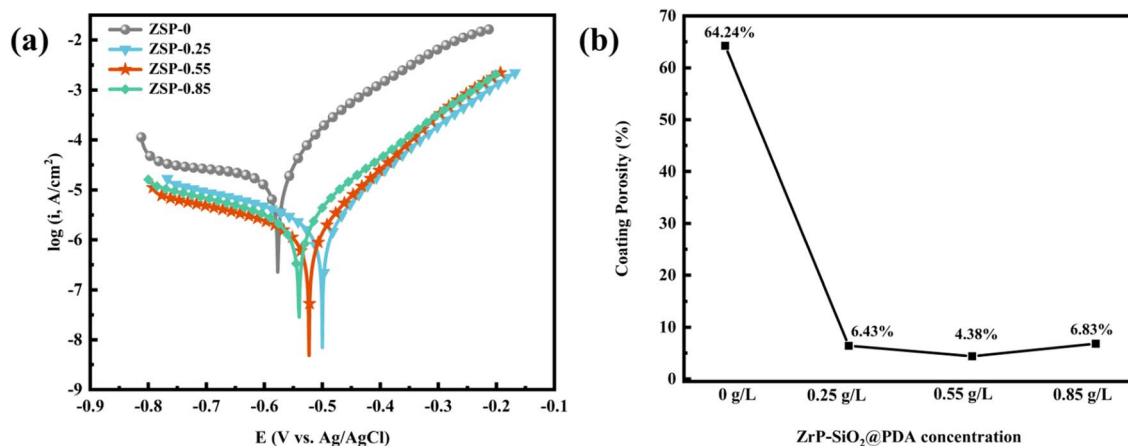 (a)
ZSP-0
ZSP-0.25
ZSP-0.55
ZSP-0.85
log (i, A/cm²)
-2
-3
-4
-5
-6
-7
-8
-9
-0.9 -0.8 -0.7 -0.6 -0.5 -0.4 -0.3 -0.2 -0.1
E (V vs. Ag/AgCl)
(b)
Coating Porosity (%)
70
60
50
40
30
20
10
0
64.24%
6.43%
4.38%
6.83%
0 g/L 0.25 g/L 0.55 g/L 0.85 g/L
ZrP-SiO₂@PDA concentration